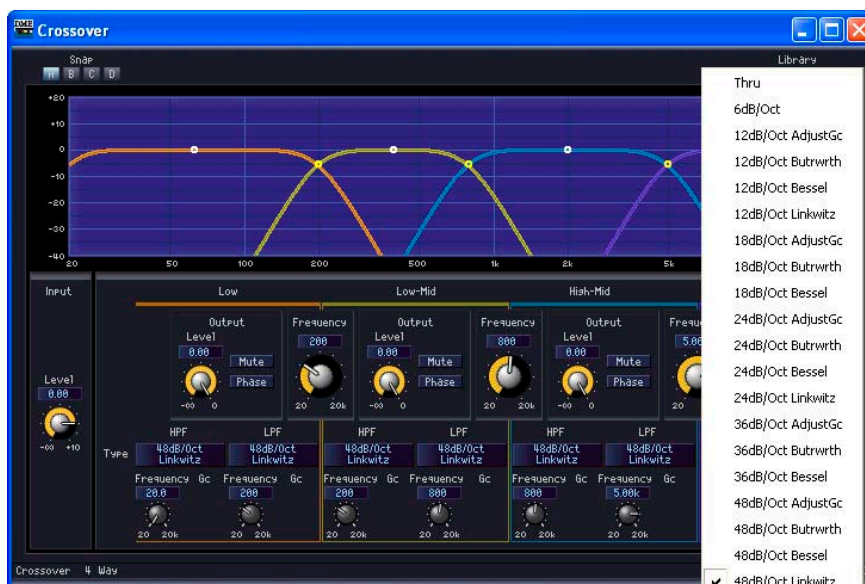 DME
Crossover
Snap
Library
A B C D
+20
+10
0
-10
-20
-30
-40
20 50 100 200 500 1k 2k 5k
Input
Low
Low-Mid
High-Mid
Output
Level
0.00
Mute
Phase
-∞ 0
Frequency
200
20 20k
Output
Level
0.00
Mute
Phase
-∞ 0
Frequency
800
20 20k
Output
Level
0.00
Mute
Phase
-∞ 0
Frequ
5.00
20
Level
0.00
-∞ +10
Type
HPF LPF HPF LPF HPF LPF
48dB/Oct Linkwitz
48dB/Oct Linkwitz
48dB/Oct Linkwitz
48dB/Oct Linkwitz
48dB/Oct Linkwitz
48dB/Oct Linkwitz
Frequency Gc Frequency Gc Frequency Gc Frequency Gc Frequency Gc Frequency Gc
20.0 200 200 800 800 5.00k
20 20k 20 20k 20 20k 20 20k 20 20k 20 20k
Crossover 4 Way
Thru
6dB/Oct
12dB/Oct AdjustGc
12dB/Oct Butrwrth
12dB/Oct Bessel
12dB/Oct Linkwitz
18dB/Oct AdjustGc
18dB/Oct Butrwrth
18dB/Oct Bessel
24dB/Oct AdjustGc
24dB/Oct Butrwrth
24dB/Oct Bessel
24dB/Oct Linkwitz
36dB/Oct AdjustGc
36dB/Oct Butrwrth
36dB/Oct Bessel
48dB/Oct AdjustGc
48dB/Oct Butrwrth
48dB/Oct Bessel
48dB/Oct Linkwitz